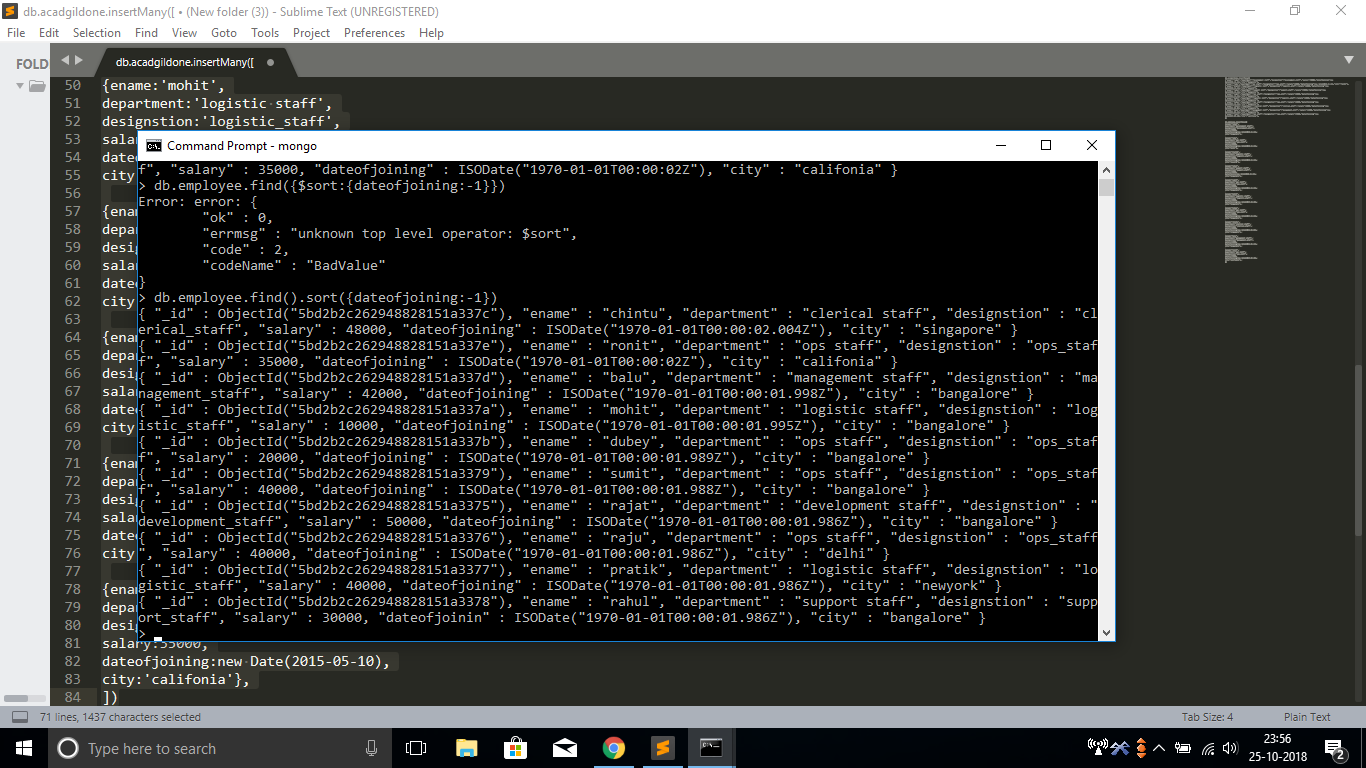 db.acadgildone.insertMany([ • (New folder (3)) - Sublime Text (UNREGISTERED)
File Edit Selection Find View Goto Tools Project Preferences Help
FOLD
db.acadgildone.insertMany([
50 {ename:'mohit',
51 department:'logistic staff',
52 designstion:'logistic_staff',
53 sala
54 date
55 city
56
57 {ena
58 depa
59 desi
60 sala
61 date
62 city
63
64 {ena
65 depa
66 desi
67 sala
68 date
69 city
70
71 {ena
72 depa
73 desi
74 sala
75 date
76 city
77
78 {ena
79 depa
80 desi
81 salary:35000,
82 dateofjoining:new Date(2015-05-10),
83 city:'califonia'},
84 ])
Command Prompt - mongo
f", "salary" : 35000, "dateofjoining" : ISODate("1970-01-01T00:00:02Z"), "city" : "califonia" }
> db.employee.find({$sort:{dateofjoining:-1}})
Error: error: {
"ok" : 0,
"errmsg" : "unknown top level operator: $sort",
"code" : 2,
"codeName" : "BadValue"
}
> db.employee.find().sort({dateofjoining:-1})
{ "_id" : ObjectId("5bd2b2c262948828151a337c"), "ename" : "chintu", "department" : "clerical staff", "designstion" : "cl
erical_staff", "salary" : 48000, "dateofjoining" : ISODate("1970-01-01T00:00:02.004Z"), "city" : "singapore" }
{ "_id" : ObjectId("5bd2b2c262948828151a337e"), "ename" : "ronit", "department" : "ops staff", "designstion" : "ops_staf
f", "salary" : 35000, "dateofjoining" : ISODate("1970-01-01T00:00:02Z"), "city" : "califonia" }
{ "_id" : ObjectId("5bd2b2c262948828151a337d"), "ename" : "balu", "department" : "management staff", "designstion" : "ma
nagement_staff", "salary" : 42000, "dateofjoining" : ISODate("1970-01-01T00:00:01.998Z"), "city" : "bangalore" }
{ "_id" : ObjectId("5bd2b2c262948828151a337a"), "ename" : "mohit", "department" : "logistic staff", "designstion" : "log
istic_staff", "salary" : 10000, "dateofjoining" : ISODate("1970-01-01T00:00:01.995Z"), "city" : "bangalore" }
{ "_id" : ObjectId("5bd2b2c262948828151a337b"), "ename" : "dubey", "department" : "ops staff", "designstion" : "ops_staf
f", "salary" : 20000, "dateofjoining" : ISODate("1970-01-01T00:00:01.989Z"), "city" : "bangalore" }
{ "_id" : ObjectId("5bd2b2c262948828151a3379"), "ename" : "sumit", "department" : "ops staff", "designstion" : "ops_staf
f", "salary" : 40000, "dateofjoining" : ISODate("1970-01-01T00:00:01.988Z"), "city" : "bangalore" }
{ "_id" : ObjectId("5bd2b2c262948828151a3375"), "ename" : "rajat", "department" : "development staff", "designstion" : "
development_staff", "salary" : 50000, "dateofjoining" : ISODate("1970-01-01T00:00:01.986Z"), "city" : "bangalore" }
{ "_id" : ObjectId("5bd2b2c262948828151a3376"), "ename" : "raju", "department" : "ops staff", "designstion" : "ops_staff
", "salary" : 40000, "dateofjoining" : ISODate("1970-01-01T00:00:01.986Z"), "city" : "delhi" }
{ "_id" : ObjectId("5bd2b2c262948828151a3377"), "ename" : "pratik", "department" : "logistic staff", "designstion" : "lo
gistic_staff", "salary" : 40000, "dateofjoining" : ISODate("1970-01-01T00:00:01.986Z"), "city" : "newyork" }
{ "_id" : ObjectId("5bd2b2c262948828151a3378"), "ename" : "rahul", "department" : "support staff", "designstion" : "supp
ort_staff", "salary" : 30000, "dateofjoinin" : ISODate("1970-01-01T00:00:01.986Z"), "city" : "bangalore" }
>
71 lines, 1437 characters selected
Tab Size: 4
Plain Text
Type here to search
23:56
25-10-2018
2